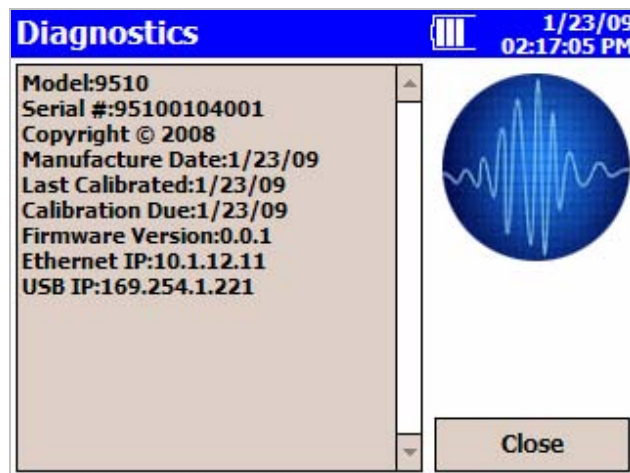 Diagnostics
1/23/09
02:17:05 PM
Model:9510
Serial #:95100104001
Copyright © 2008
Manufacture Date:1/23/09
Last Calibrated:1/23/09
Calibration Due:1/23/09
Firmware Version:0.0.1
Ethernet IP:10.1.12.11
USB IP:169.254.1.221
Close